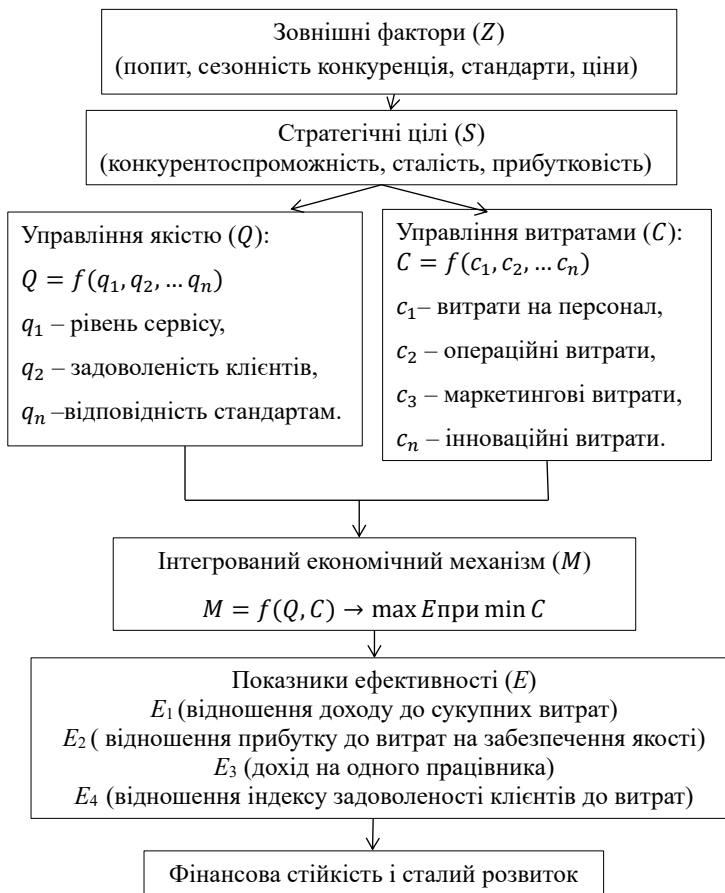 Зовнішні фактори (Z)
(попит, сезонність конкуренція, стандарти, ціни)
Стратегічні цілі (S)
(конкурентоспроможність, сталість, прибутковість)
Управління якістю (Q):
Q = f(q₁, q₂, … qₙ)
q₁ – рівень сервісу,
q₂ – задоволеність клієнтів,
qₙ –відповідність стандартам.
Управління витратами (C):
C = f(c₁, c₂, … cₙ)
c₁– витрати на персонал,
c₂ – операційні витрати,
c₃ – маркетингові витрати,
cₙ – інноваційні витрати.
Інтегрований економічний механізм (M)
M = f(Q, C) → max E при min C
Показники ефективності (E)
E₁ (відношення доходу до сукупних витрат)
E₂ ( відношення прибутку до витрат на забезпечення якості)
E₃ (дохід на одного працівника)
E₄ (відношення індексу задоволеності клієнтів до витрат)
Фінансова стійкість і сталий розвиток